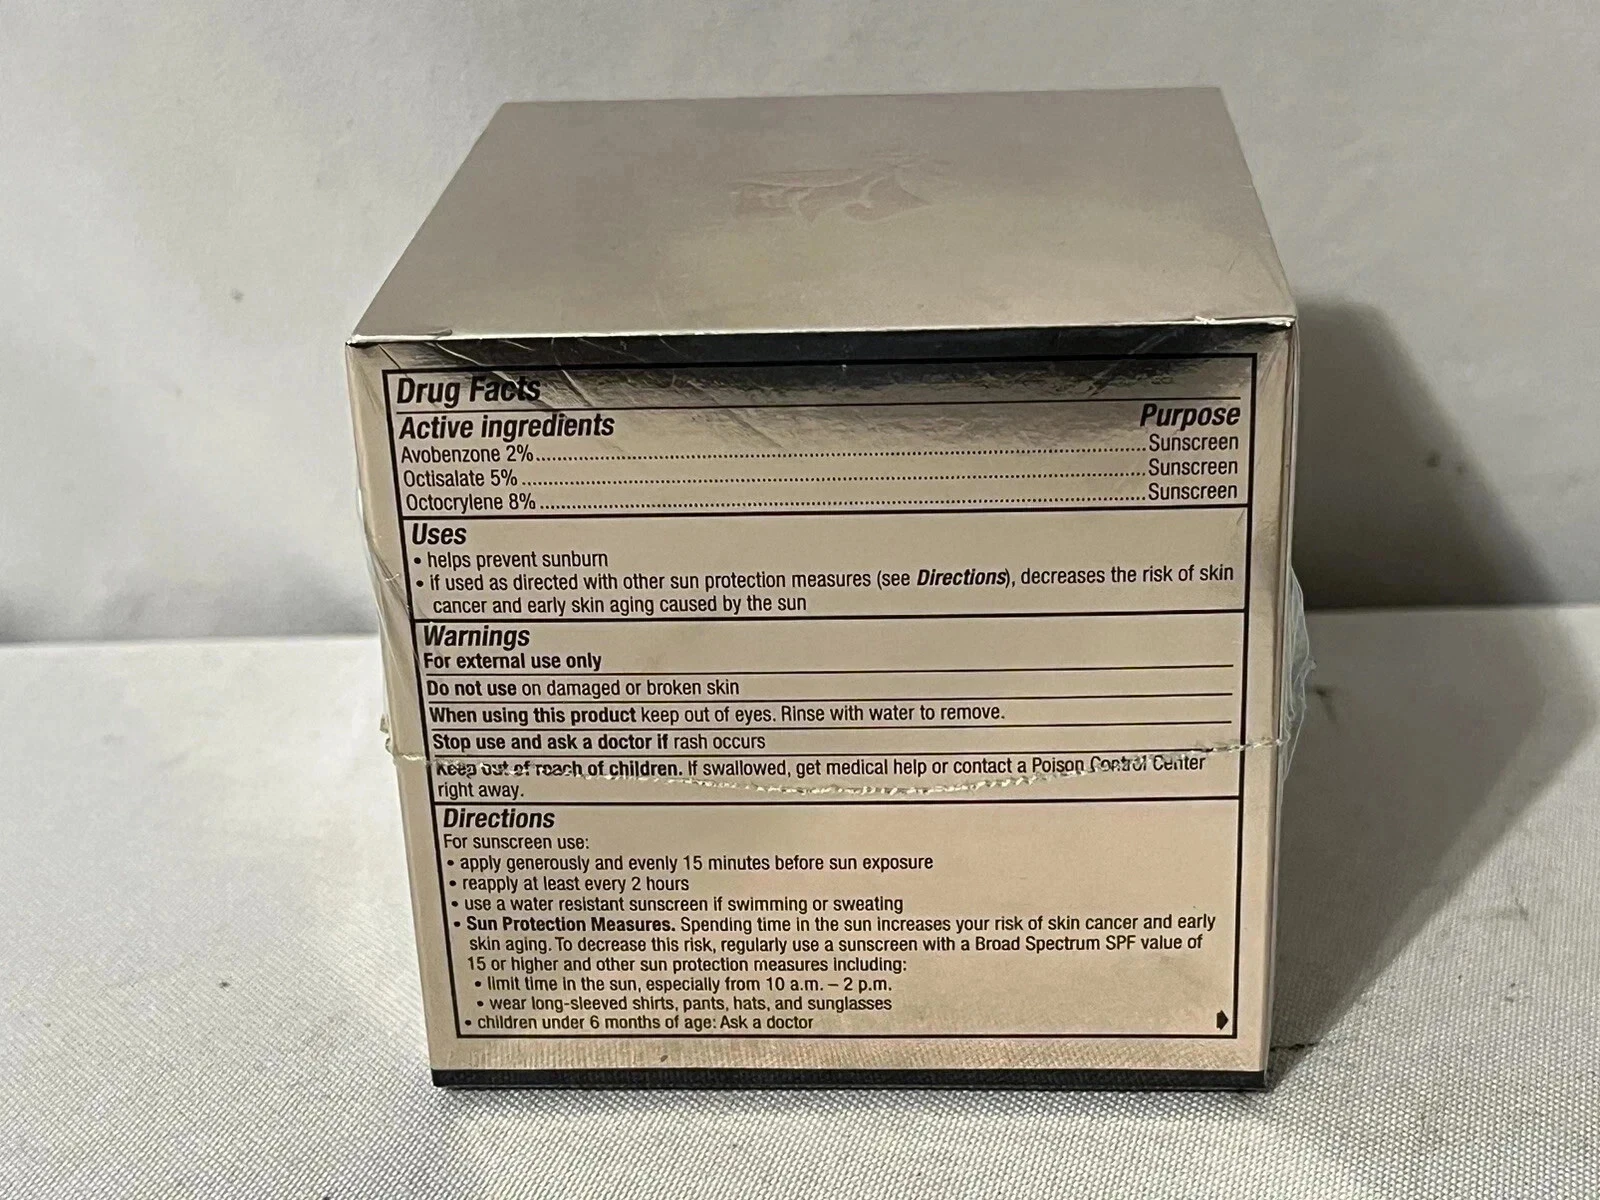 Drug Facts
Active ingredients Purpose
Avobenzone 2%........................................Sunscreen
Octisalate 5%........................................Sunscreen
Octocrylene 8%........................................Sunscreen
Uses
• helps prevent sunburn
• if used as directed with other sun protection measures (see Directions), decreases the risk of skin
cancer and early skin aging caused by the sun
Warnings
For external use only
Do not use on damaged or broken skin
When using this product keep out of eyes. Rinse with water to remove.
Stop use and ask a doctor if rash occurs
Keep out of reach of children. If swallowed, get medical help or contact a Poison Control Center
right away.
Directions
For sunscreen use:
• apply generously and evenly 15 minutes before sun exposure
• reapply at least every 2 hours
• use a water resistant sunscreen if swimming or sweating
• Sun Protection Measures. Spending time in the sun increases your risk of skin cancer and early
skin aging. To decrease this risk, regularly use a sunscreen with a Broad Spectrum SPF value of
15 or higher and other sun protection measures including:
• limit time in the sun, especially from 10 a.m. – 2 p.m.
• wear long-sleeved shirts, pants, hats, and sunglasses
• children under 6 months of age: Ask a doctor